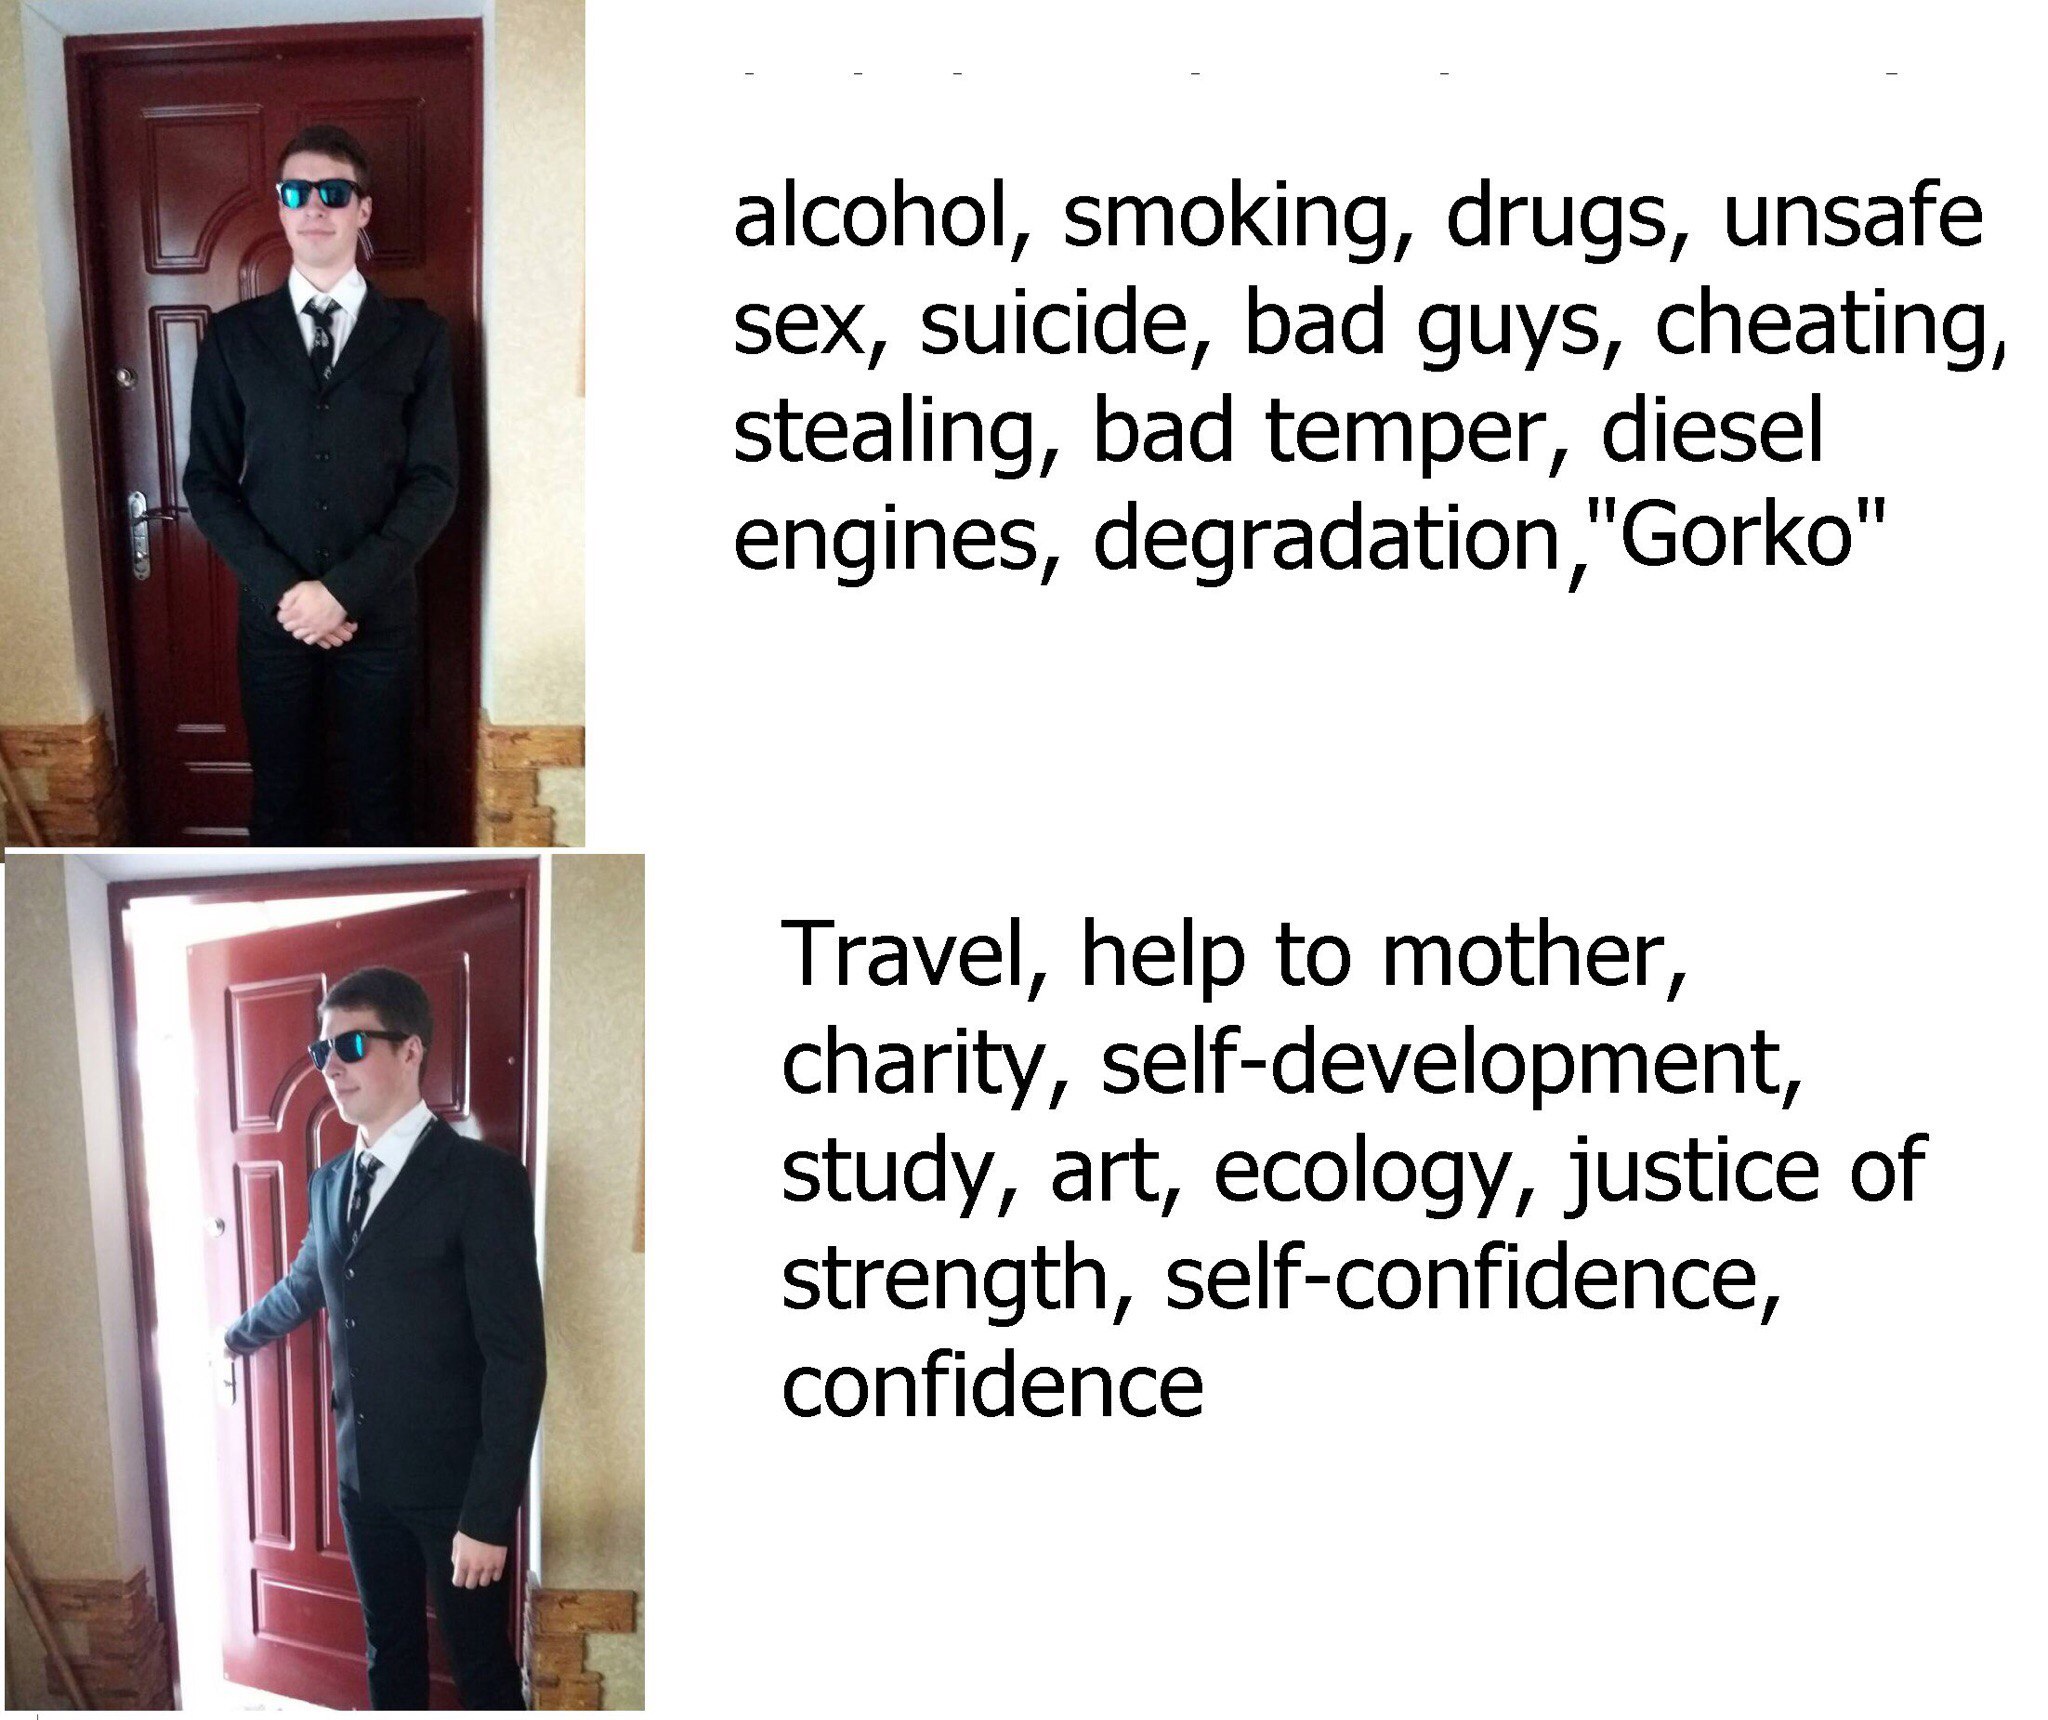 alcohol, smoking, drugs, unsafe
sex, suicide, bad guys, cheating,
stealing, bad temper, diesel
engines, degradation,"Gorko"
Travel, help to mother,
charity, self-development,
study, art, ecology, justice of
strength, self-confidence,
confidence